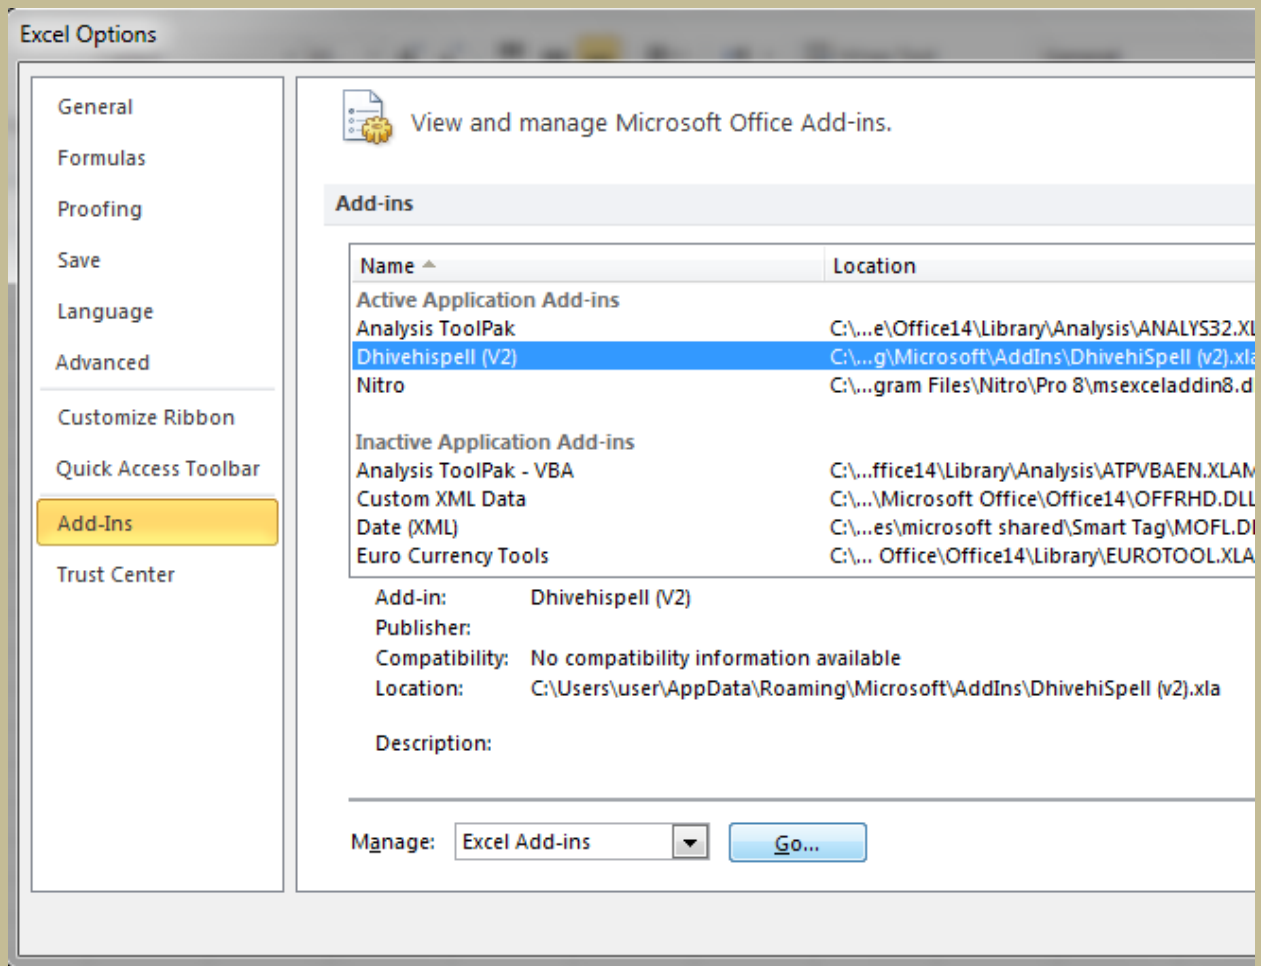 Excel Options
General
Formulas
Proofing
Save
Language
Advanced
Customize Ribbon
Quick Access Toolbar
Add-Ins
Trust Center
View and manage Microsoft Office Add-ins.
Add-ins
Name Location
Active Application Add-ins
Analysis ToolPak C:\...e\Office14\Library\Analysis\ANALYS32.XL
Dhivehispell (V2) C:\...g\Microsoft\AddIns\DhivehiSpell (v2).xla
Nitro C:\...gram Files\Nitro\Pro 8\msexceladdin8.d
Inactive Application Add-ins
Analysis ToolPak - VBA C:\...ffice14\Library\Analysis\ATPVBAEN.XLAM
Custom XML Data C:\...\Microsoft Office\Office14\OFFRHD.DLL
Date (XML) C:\...es\microsoft shared\Smart Tag\MOFL.DL
Euro Currency Tools C:\... Office\Office14\Library\EUROTOOL.XLA
Add-in: Dhivehispell (V2)
Publisher:
Compatibility: No compatibility information available
Location: C:\Users\user\AppData\Roaming\Microsoft\AddIns\DhivehiSpell (v2).xla
Description:
Manage: Excel Add-ins Go...